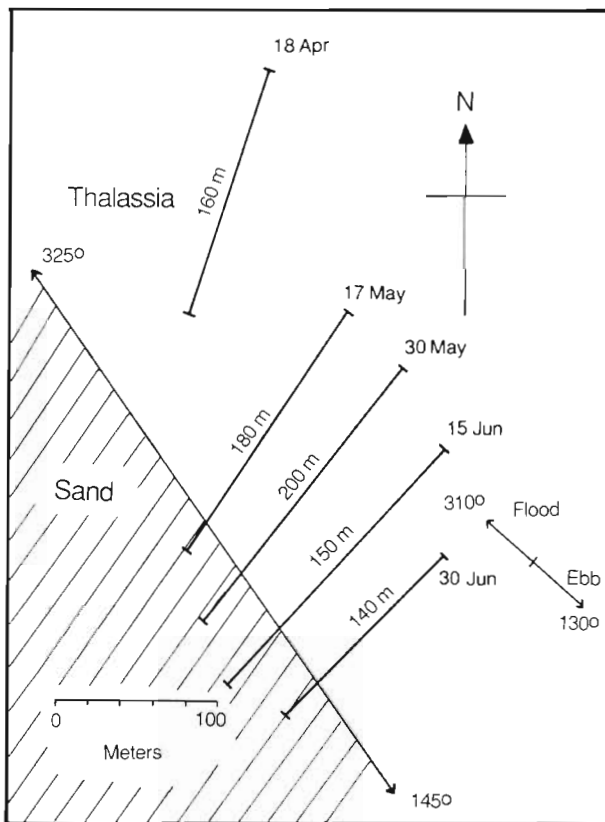 18 Apr
N
160 m
Thalassia
325°
17 May
30 May
180 m
200 m
15 Jun
Sand
150 m
310° Flood
Ebb
30 Jun
140 m
130°
0 100
Meters
145°